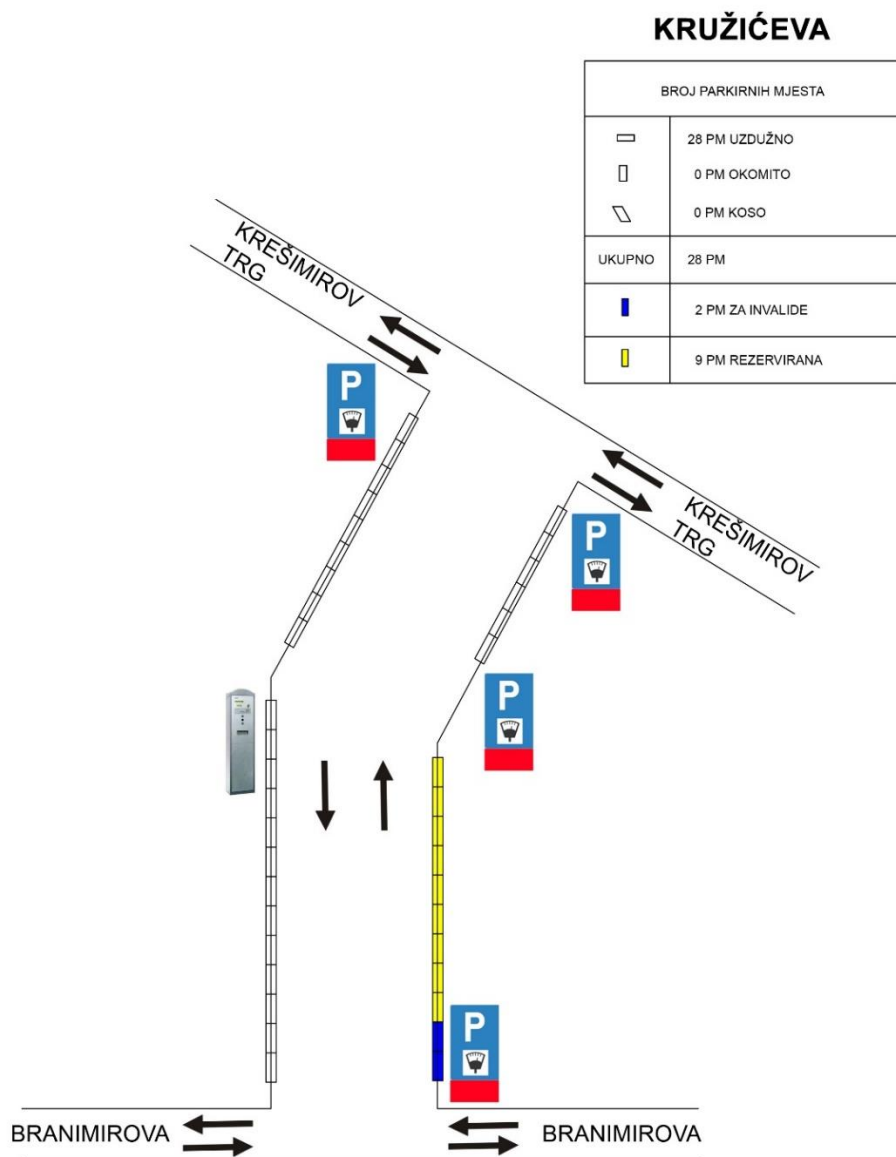 KRUŽIĆEVA
BROJ PARKIRNIH MJESTA
28 PM UZDUŽNO
0 PM OKOMITO
0 PM KOSO
UKUPNO 28 PM
2 PM ZA INVALIDE
9 PM REZERVIRANA
KREŠIMIROV
TRG
P
KREŠIMIROV
TRG
P
P
P
BRANIMIROVA
BRANIMIROVA